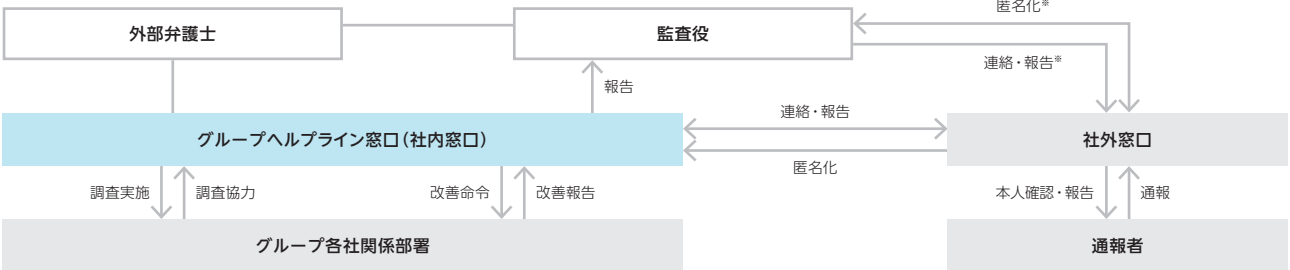 匿名化※
外部弁護士
監査役
連絡・報告※
報告
連絡・報告
グループヘルプライン窓口（社内窓口）
社外窓口
匿名化
調査実施
調査協力
改善命令
改善報告
本人確認・報告
通報
グループ各社関係部署
通報者